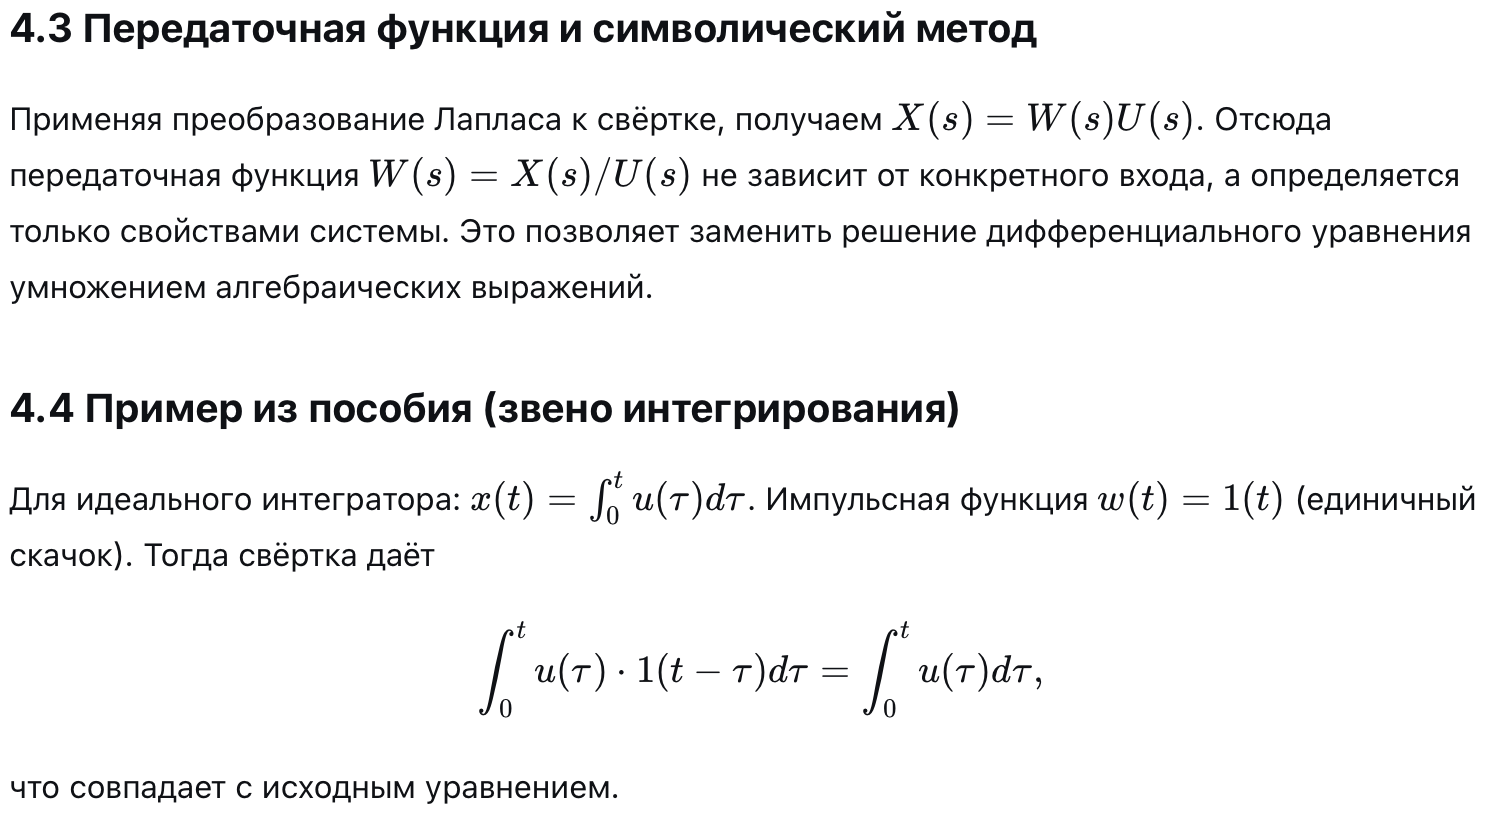 4.3 Передаточная функция и символический метод
Применяя преобразование Лапласа к свёртке, получаем X(s) = W(s)U(s). Отсюда
передаточная функция W(s) = X(s)/U(s) не зависит от конкретного входа, а определяется
только свойствами системы. Это позволяет заменить решение дифференциального уравнения
умножением алгебраических выражений.
4.4 Пример из пособия (звено интегрирования)
Для идеального интегратора: x(t) = ∫₀ᵗ u(τ)dτ. Импульсная функция w(t) = 1(t) (единичный
скачок). Тогда свёртка даёт
∫₀ᵗ u(τ) · 1(t − τ)dτ = ∫₀ᵗ u(τ)dτ,
что совпадает с исходным уравнением.